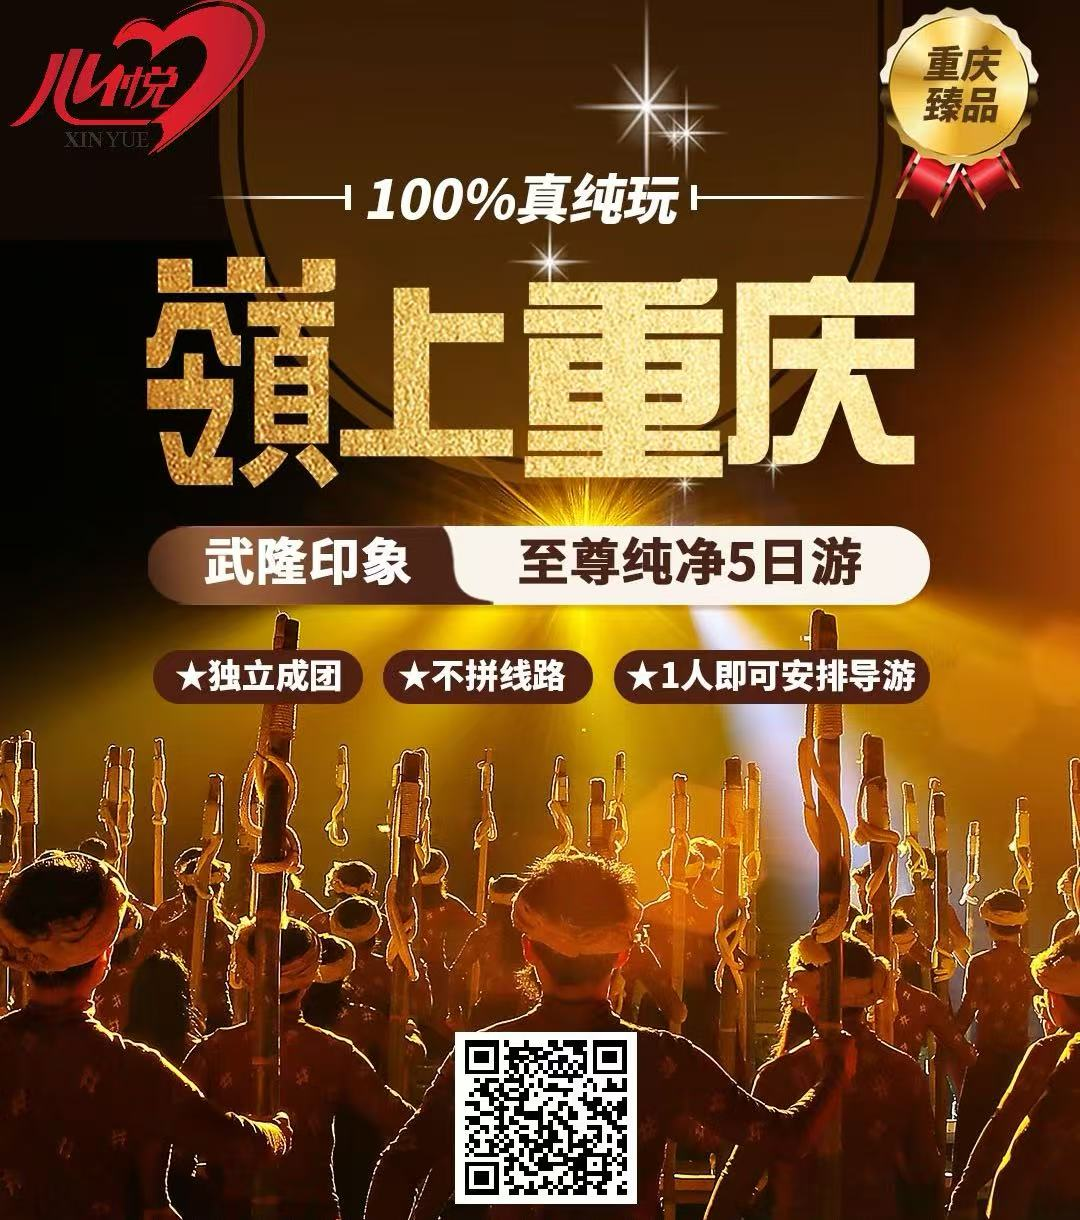 心悦
XIN YUE
重庆
臻品
100%真纯玩
嶺上重庆
武隆印象
至尊纯净5日游
★独立成团
★不拼线路
★1人即可安排导游